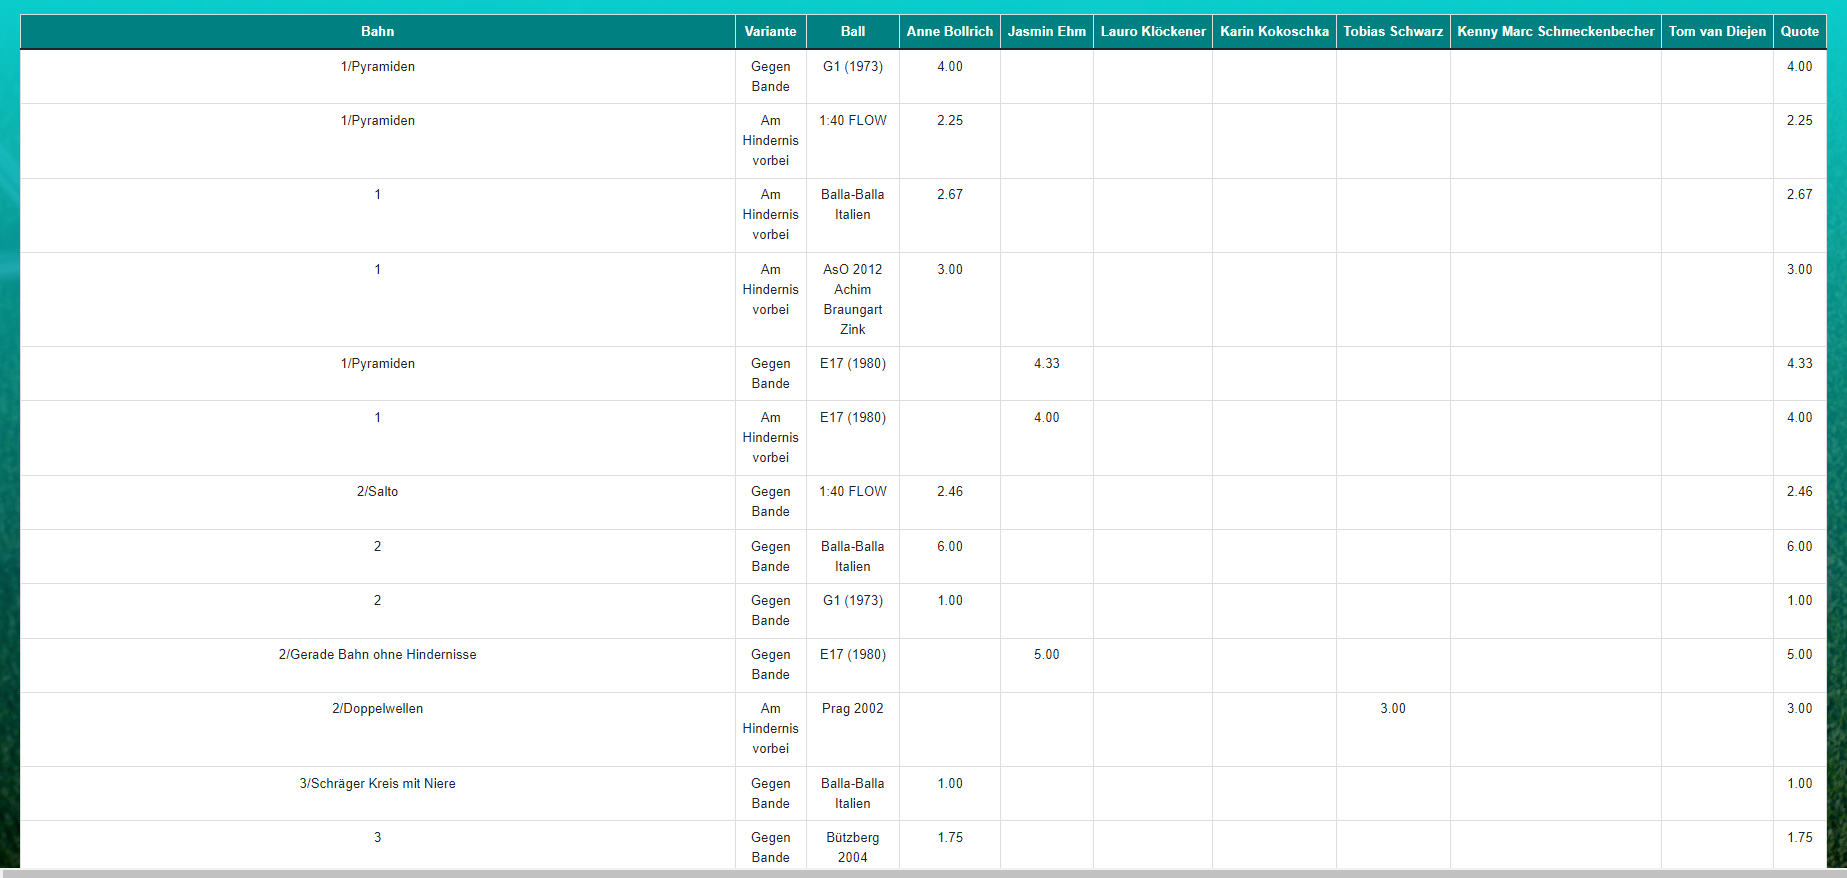 Bahn Variante Ball Anne Bollrich Jasmin Ehm Lauro Klöckener Karin Kokoschka Tobias Schwarz Kenny Marc Schmeckenbecher Tom van Diejen Quote
1/Pyramiden Gegen G1 (1973) 4.00 4.00
Bande
1/Pyramiden Am 1:40 FLOW 2.25 2.25
Hindernis
vorbei
1 Am Balla-Balla 2.67 2.67
Hindernis Italien
vorbei
1 Am AsO 2012 3.00 3.00
Hindernis Achim
vorbei Braungart
Zink
1/Pyramiden Gegen E17 (1980) 4.33 4.33
Bande
1 Am E17 (1980) 4.00 4.00
Hindernis
vorbei
2/Salto Gegen 1:40 FLOW 2.46 2.46
Bande
2 Gegen Balla-Balla 6.00 6.00
Bande Italien
2 Gegen G1 (1973) 1.00 1.00
Bande
2/Gerade Bahn ohne Hindernisse Gegen E17 (1980) 5.00 5.00
Bande
2/Doppelwellen Am Prag 2002 3.00 3.00
Hindernis
vorbei
3/Schräger Kreis mit Niere Gegen Balla-Balla 1.00 1.00
Bande Italien
3 Gegen Bützberg 1.75 1.75
Bande 2004